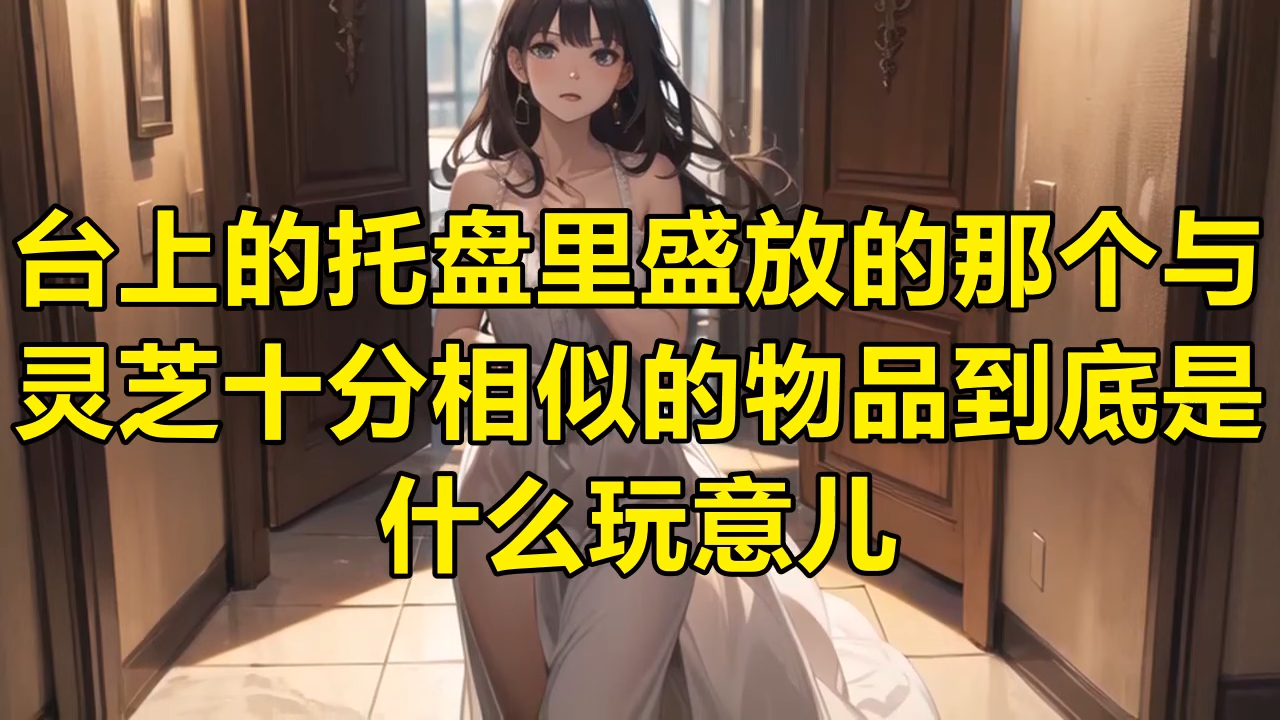 台上的托盘里盛放的那个与
灵芝十分相似的物品到底是
什么玩意儿